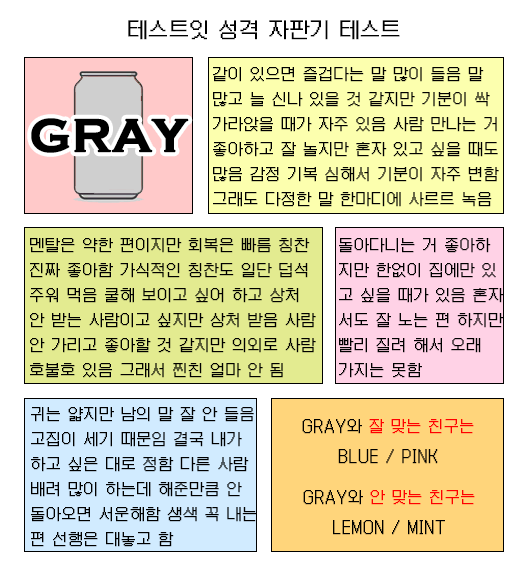 테스트잇 성격 자판기 테스트
GRAY
같이 있으면 즐겁다는 말 많이 들음 말
많고 늘 신나 있을 것 같지만 기분이 싹
가라앉을 때가 자주 있음 사람 만나는 거
좋아하고 잘 놀지만 혼자 있고 싶을 때도
많음 감정 기복 심해서 기분이 자주 변함
그래도 다정한 말 한마디에 사르르 녹음
멘탈은 약한 편이지만 회복은 빠름 칭찬
진짜 좋아함 가식적인 칭찬도 일단 덥석
주워 먹음 쿨해 보이고 싶어 하고 상처
안 받는 사람이고 싶지만 상처 받음 사람
안 가리고 좋아할 것 같지만 의외로 사람
호불호 있음 그래서 찐친 얼마 안 됨
돌아다니는 거 좋아하
지만 한없이 집에만 있
고 싶을 때가 있음 혼자
서도 잘 노는 편 하지만
빨리 질려 해서 오래
가지는 못함
귀는 얇지만 남의 말 잘 안 들음
고집이 세기 때문임 결국 내가
하고 싶은 대로 정함 다른 사람
배려 많이 하는데 해준만큼 안
돌아오면 서운해함 생색 꼭 내는
편 선행은 대놓고 함
GRAY와 잘 맞는 친구는
BLUE / PINK
GRAY와 안 맞는 친구는
LEMON / MINT